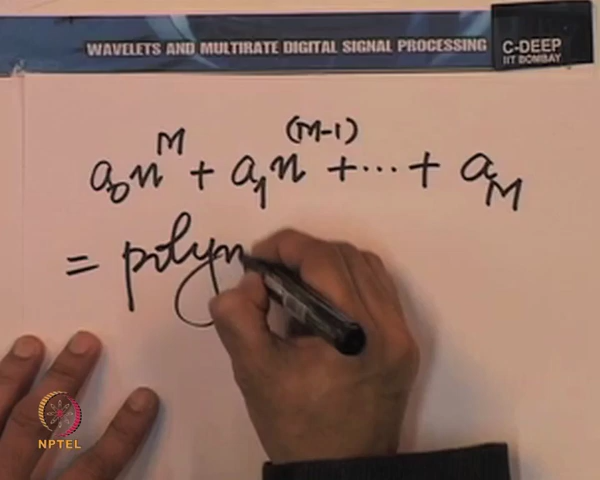 WAVELETS AND MULTIRATE DIGITAL SIGNAL PROCESSING
C-DEEP
IIT BOMBAY
a₀n^M + a₁n^(M-1) + ... + a_M
= polyn
NPTEL